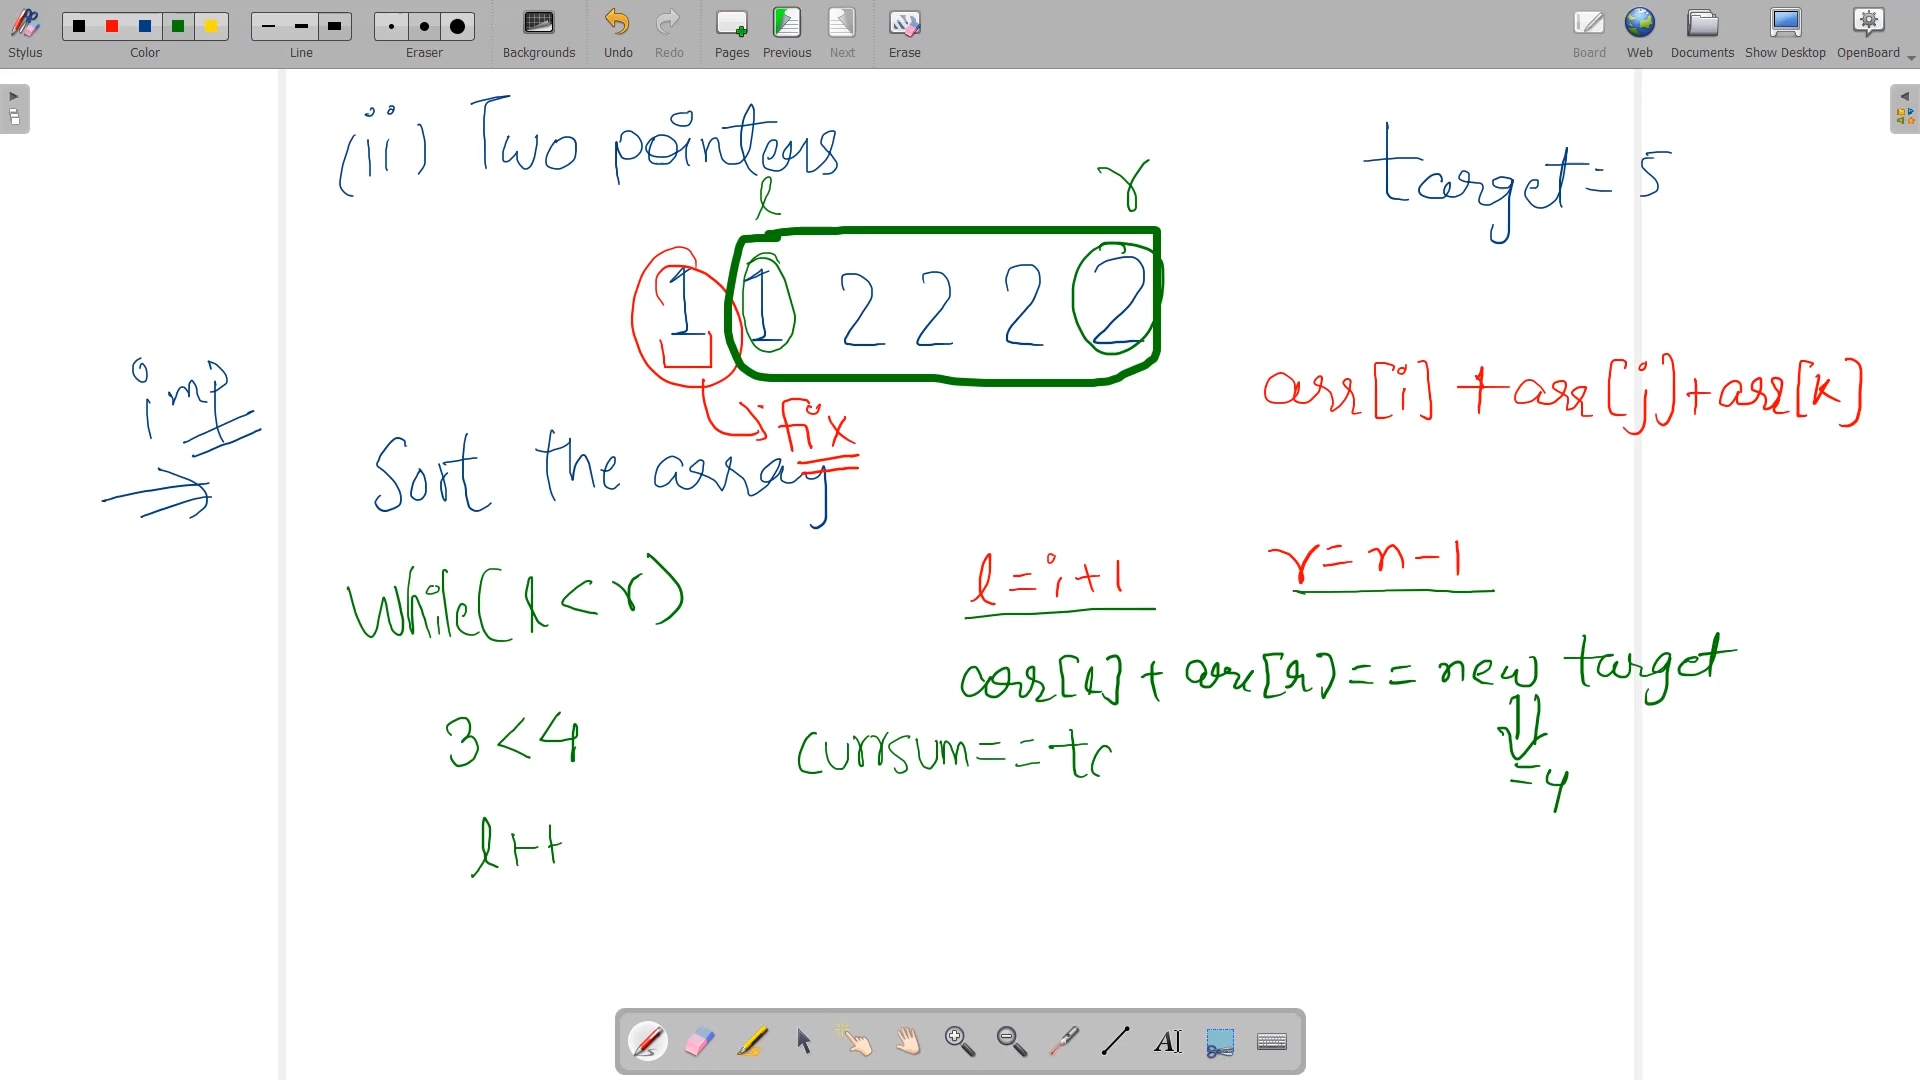 Stylus Color Line Eraser Backgrounds Undo Redo Pages Previous Next Erase Board Web Documents Show Desktop OpenBoard
(ii) Two pointers
target = 5
l r
1 1 2 2 2 2
imp
fix
arr[i] + arr[j] + arr[k]
Sort the array
while(l < r)
l = i + 1 r = n - 1
arr[l] + arr[r] == new target
3 < 4
currsum == ta
= 4
l++